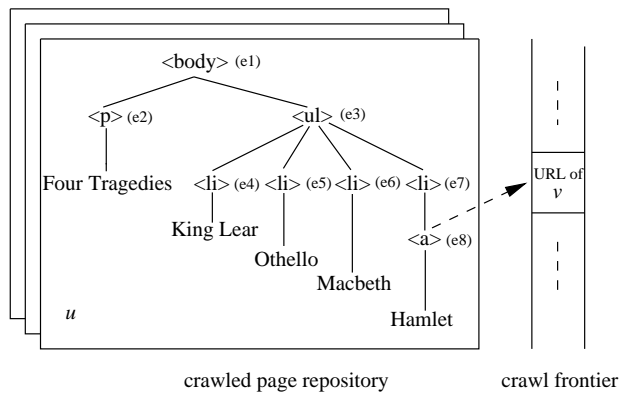 <body> (e1)
<p> (e2)
<ul> (e3)
URL of
v
Four Tragedies
<li> (e4)
<li> (e5)
<li> (e6)
<li> (e7)
King Lear
<a> (e8)
Othello
Macbeth
u
Hamlet
crawled page repository
crawl frontier